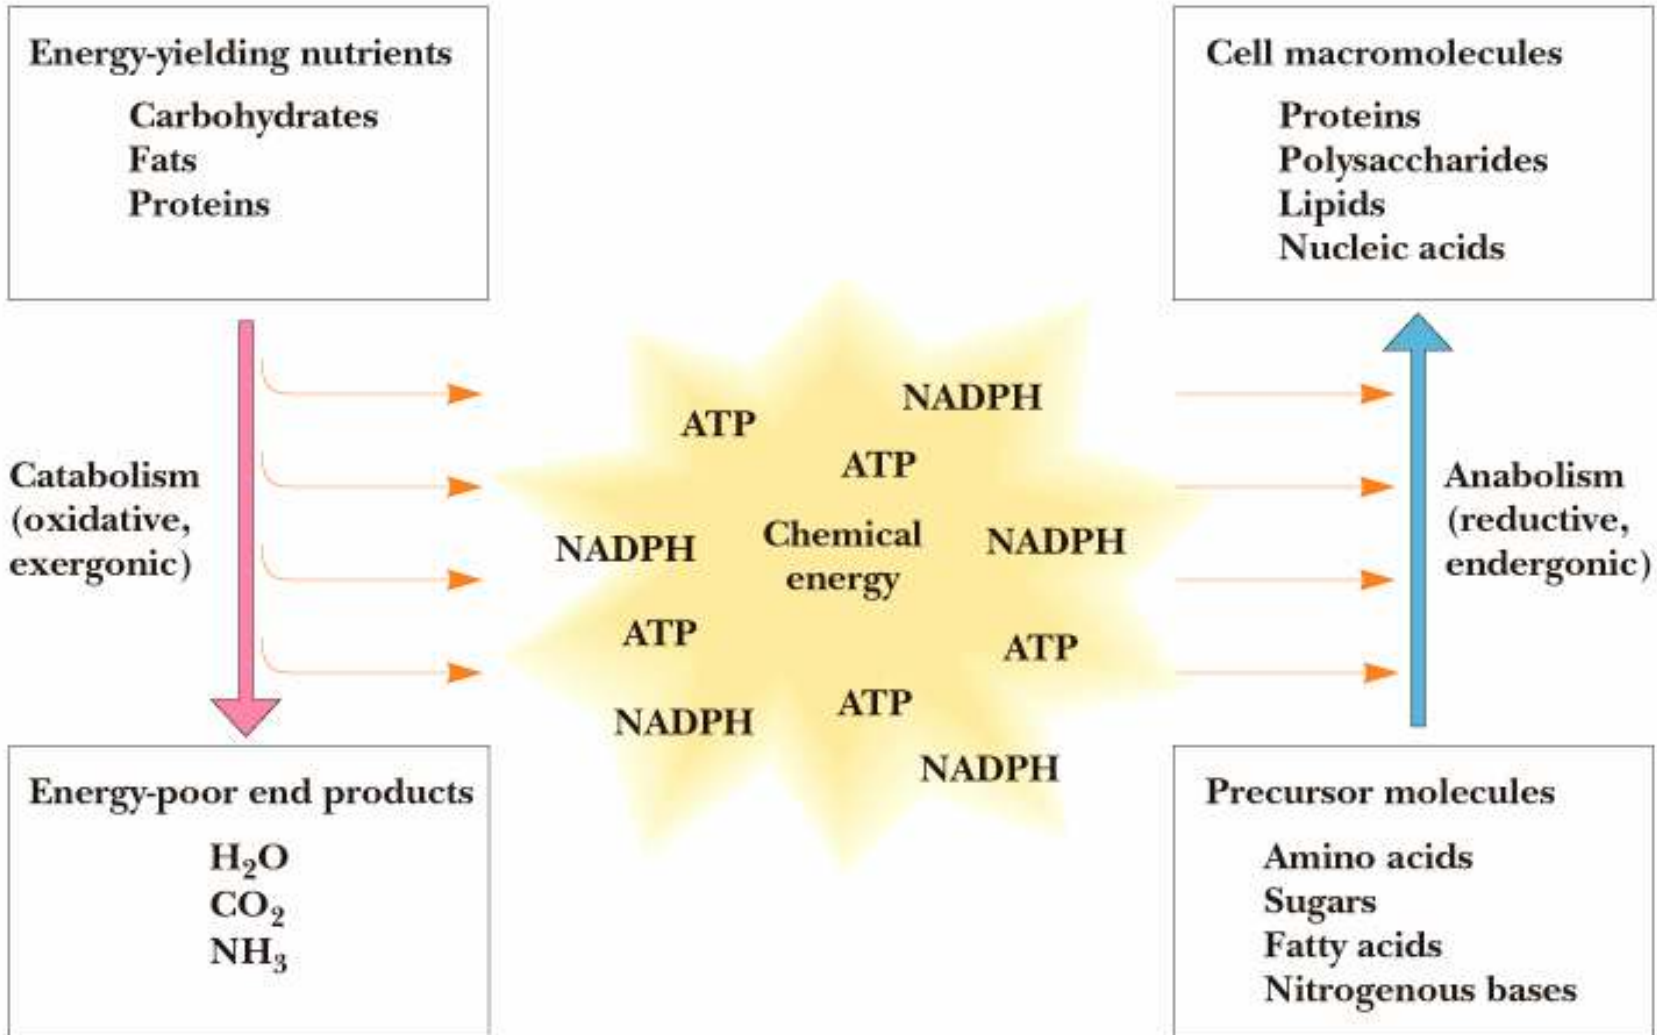 Energy-yielding nutrients
Carbohydrates
Fats
Proteins
Cell macromolecules
Proteins
Polysaccharides
Lipids
Nucleic acids
Catabolism
(oxidative,
exergonic)
ATP
NADPH
ATP
NADPH
Chemical
energy
NADPH
ATP
ATP
NADPH
ATP
NADPH
Anabolism
(reductive,
endergonic)
Energy-poor end products
H₂O
CO₂
NH₃
Precursor molecules
Amino acids
Sugars
Fatty acids
Nitrogenous bases